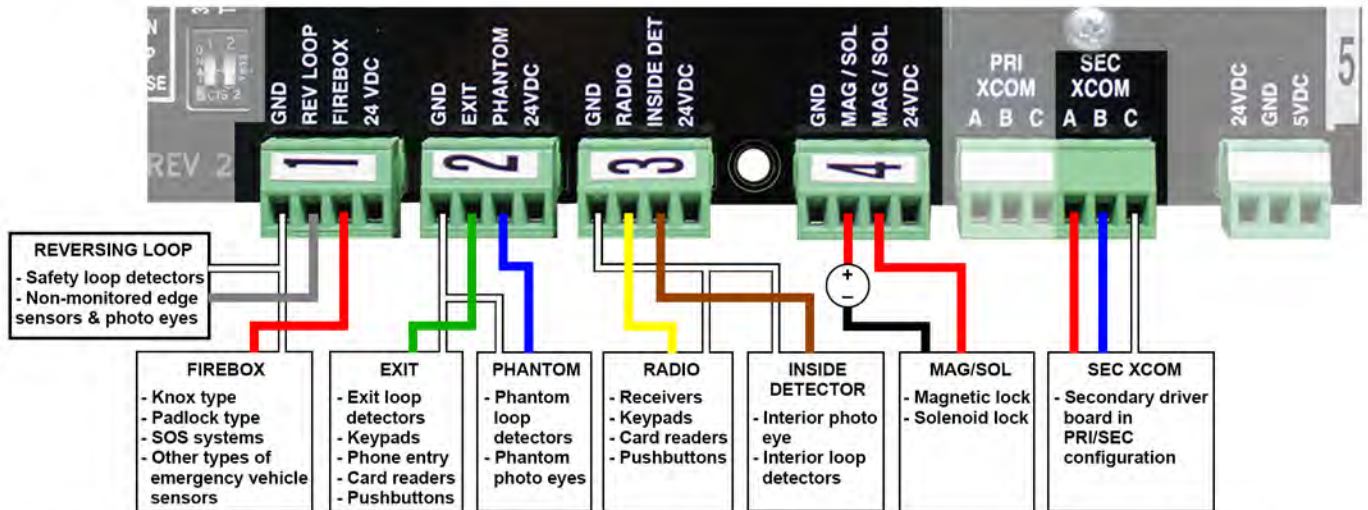 N
SE
REV 2
1 2
CTS 2
GND
REV LOOP
FIREBOX
24 VDC
1
GND
EXIT
PHANTOM
24VDC
2
GND
RADIO
INSIDE DET
24VDC
3
GND
MAG / SOL
MAG / SOL
24VDC
4
PRI
XCOM
A B C
SEC
XCOM
A B C
24VDC
GND
5VDC
5
REVERSING LOOP
- Safety loop detectors
- Non-monitored edge
sensors & photo eyes
+
−
FIREBOX
- Knox type
- Padlock type
- SOS systems
- Other types of
emergency vehicle
sensors
EXIT
- Exit loop
detectors
- Keypads
- Phone entry
- Card readers
- Pushbuttons
PHANTOM
- Phantom
loop
detectors
- Phantom
photo eyes
RADIO
- Receivers
- Keypads
- Card readers
- Pushbuttons
INSIDE
DETECTOR
- Interior photo
eye
- Interior loop
detectors
MAG/SOL
- Magnetic lock
- Solenoid lock
SEC XCOM
- Secondary driver
board in
PRI/SEC
configuration